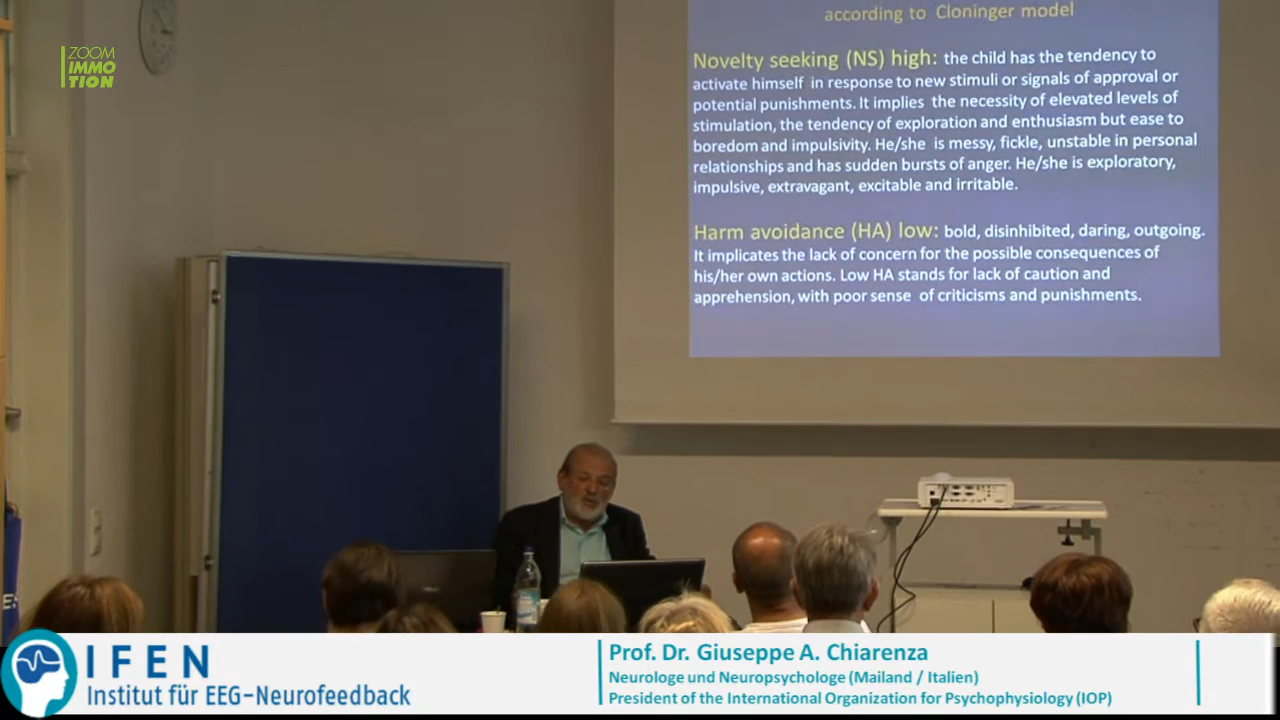 ZOOM
IMMO
TION
according to Cloninger model
Novelty seeking (NS) high: the child has the tendency to
activate himself in response to new stimuli or signals of approval or
potential punishments. It implies the necessity of elevated levels of
stimulation, the tendency of exploration and enthusiasm but ease to
boredom and impulsivity. He/she is messy, fickle, unstable in personal
relationships and has sudden bursts of anger. He/she is exploratory,
impulsive, extravagant, excitable and irritable.
Harm avoidance (HA) low: bold, disinhibited, daring, outgoing.
It implicates the lack of concern for the possible consequences of
his/her own actions. Low HA stands for lack of caution and
apprehension, with poor sense of criticisms and punishments.
IFEN
Institut für EEG-Neurofeedback
Prof. Dr. Giuseppe A. Chiarenza
Neurologe und Neuropsychologe (Mailand / Italien)
President of the International Organization for Psychophysiology (IOP)